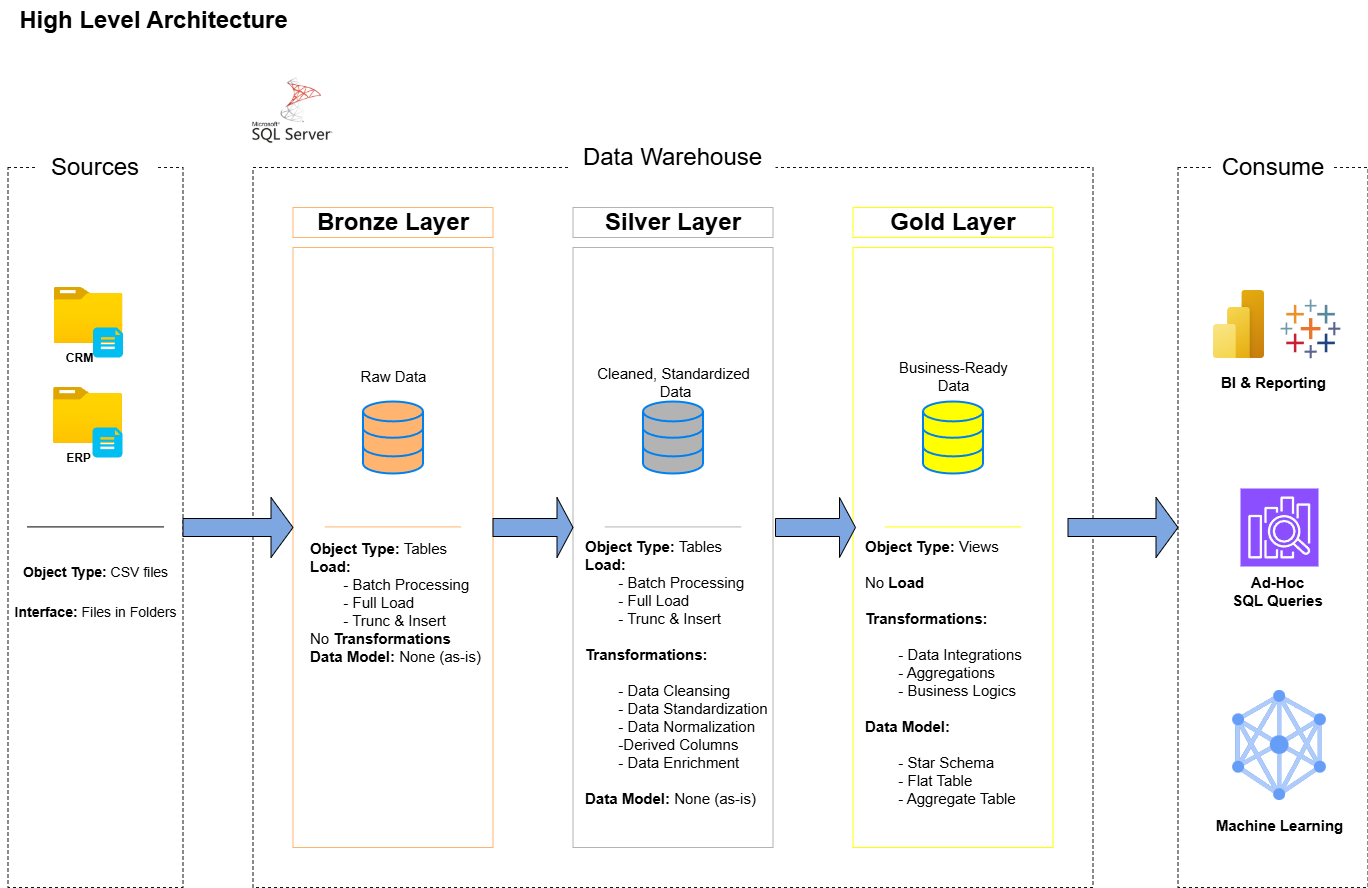 High Level Architecture
Microsoft®
SQL Server
Sources
CRM
ERP
Object Type: CSV files
Interface: Files in Folders
Data Warehouse
Bronze Layer
Raw Data
Object Type: Tables
Load:
- Batch Processing
- Full Load
- Trunc & Insert
No Transformations
Data Model: None (as-is)
Silver Layer
Cleaned, Standardized
Data
Object Type: Tables
Load:
- Batch Processing
- Full Load
- Trunc & Insert
Transformations:
- Data Cleansing
- Data Standardization
- Data Normalization
-Derived Columns
- Data Enrichment
Data Model: None (as-is)
Gold Layer
Business-Ready
Data
Object Type: Views
No Load
Transformations:
- Data Integrations
- Aggregations
- Business Logics
Data Model:
- Star Schema
- Flat Table
- Aggregate Table
Consume
BI & Reporting
Ad-Hoc
SQL Queries
Machine Learning